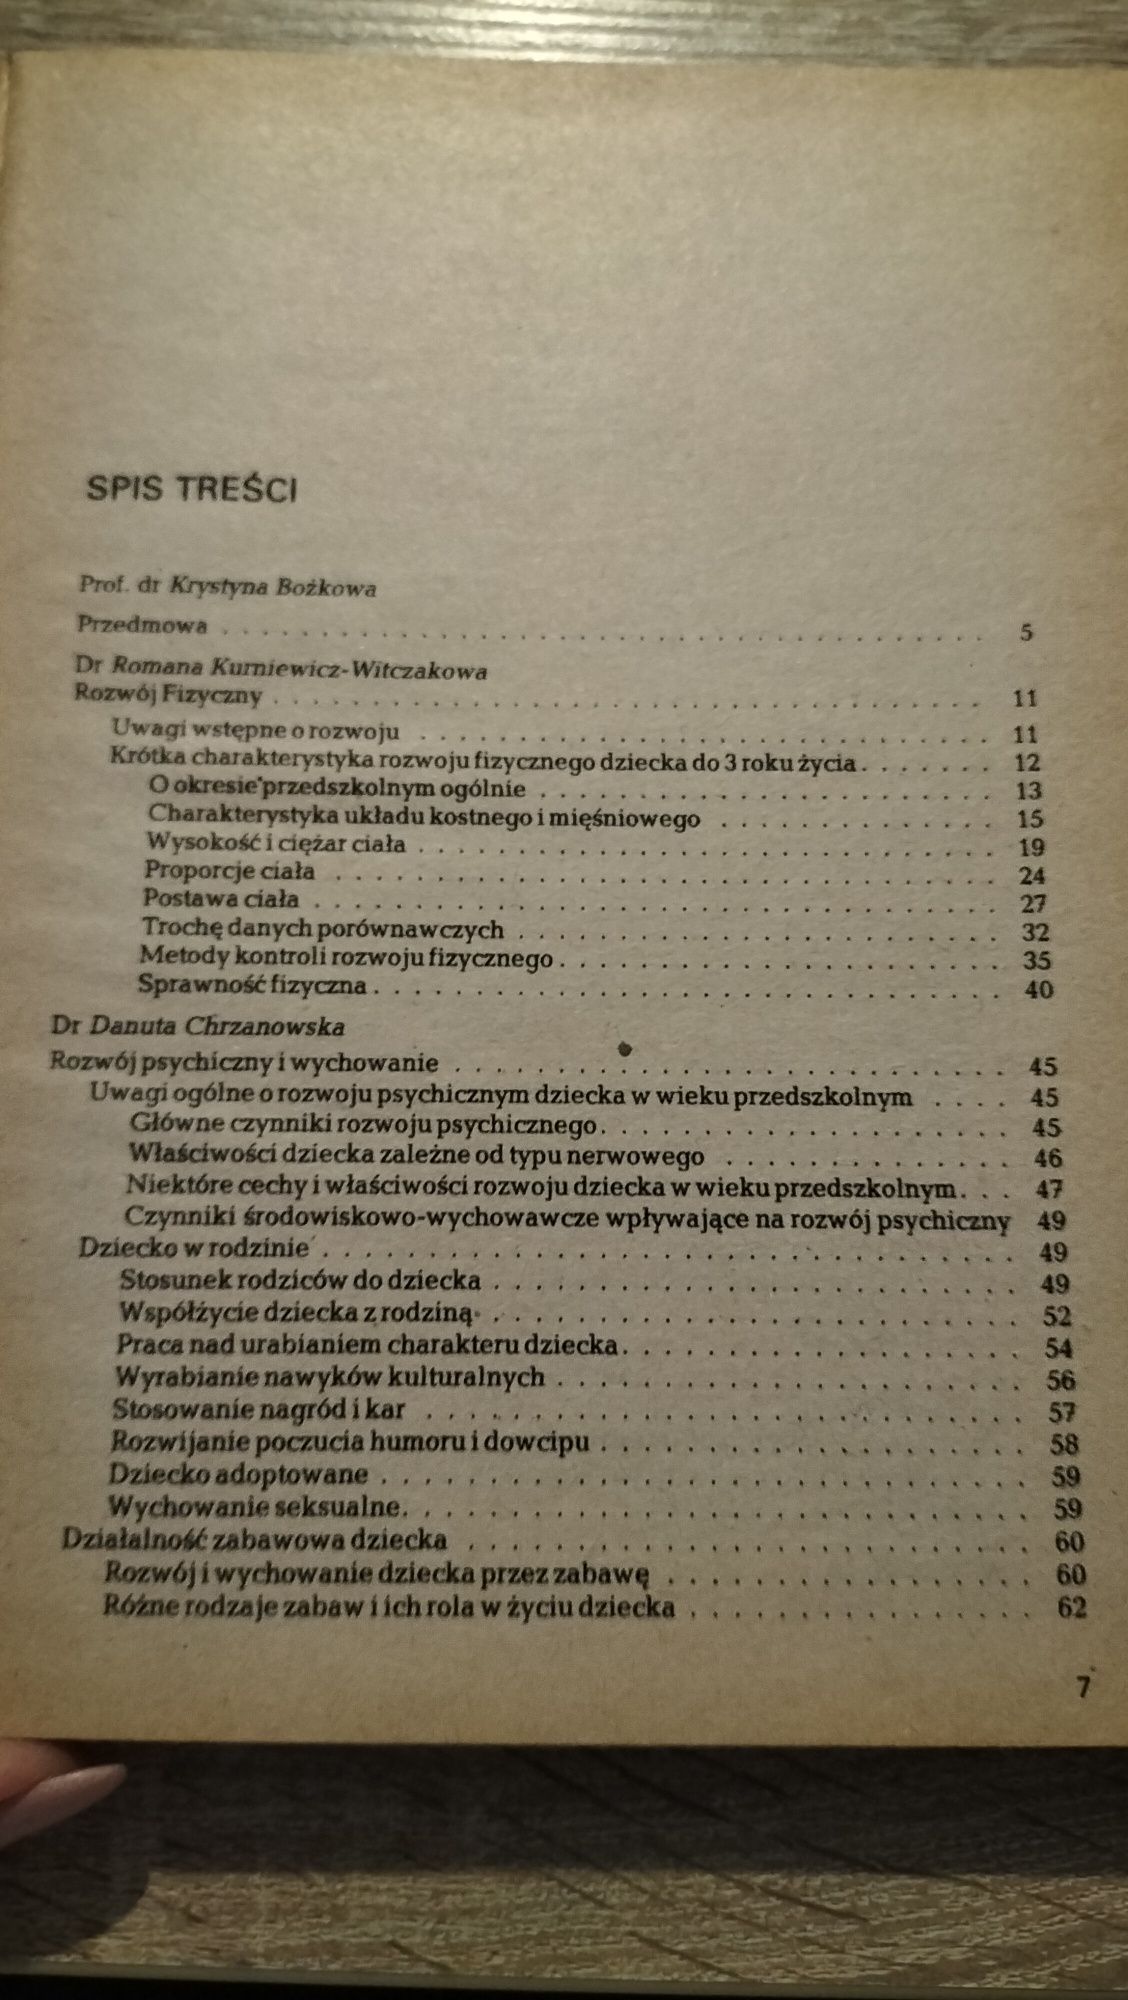 SPIS TREŚCI
Prof. dr Krystyna Bożkowa
Przedmowa . . . . . . . . . . . . . . . . . . . . 5
Dr Romana Kurniewicz-Witczakowa
Rozwój Fizyczny . . . . . . . . . . . . . . . . . . . . 11
Uwagi wstępne o rozwoju . . . . . . . . . . . . . . . . . . . . 11
Krótka charakterystyka rozwoju fizycznego dziecka do 3 roku życia . . . . . . . 12
O okresie przedszkolnym ogólnie . . . . . . . . . . . . . . . . . . . . 13
Charakterystyka układu kostnego i mięśniowego . . . . . . . . . . . . . . 15
Wysokość i ciężar ciała . . . . . . . . . . . . . . . . . . . . 19
Proporcje ciała . . . . . . . . . . . . . . . . . . . . 24
Postawa ciała . . . . . . . . . . . . . . . . . . . . 27
Trochę danych porównawczych . . . . . . . . . . . . . . . . . . . . 32
Metody kontroli rozwoju fizycznego . . . . . . . . . . . . . . . . . . . . 35
Sprawność fizyczna . . . . . . . . . . . . . . . . . . . . 40
Dr Danuta Chrzanowska
Rozwój psychiczny i wychowanie . . . . . . . . . . . . . . . . . . . . 45
Uwagi ogólne o rozwoju psychicznym dziecka w wieku przedszkolnym . . . . 45
Główne czynniki rozwoju psychicznego . . . . . . . . . . . . . . . . . . . . 45
Właściwości dziecka zależne od typu nerwowego . . . . . . . . . . . . . . 46
Niektóre cechy i właściwości rozwoju dziecka w wieku przedszkolnym . . . 47
Czynniki środowiskowo-wychowawcze wpływające na rozwój psychiczny 49
Dziecko w rodzinie . . . . . . . . . . . . . . . . . . . . 49
Stosunek rodziców do dziecka . . . . . . . . . . . . . . . . . . . . 49
Współżycie dziecka z rodziną . . . . . . . . . . . . . . . . . . . . 52
Praca nad urabianiem charakteru dziecka . . . . . . . . . . . . . . . . 54
Wyrabianie nawyków kulturalnych . . . . . . . . . . . . . . . . . . 56
Stosowanie nagród i kar . . . . . . . . . . . . . . . . . . . . 57
Rozwijanie poczucia humoru i dowcipu . . . . . . . . . . . . . . . . . 58
Dziecko adoptowane . . . . . . . . . . . . . . . . . . . . 59
Wychowanie seksualne . . . . . . . . . . . . . . . . . . . . 59
Działalność zabawowa dziecka . . . . . . . . . . . . . . . . . . . . 60
Rozwój i wychowanie dziecka przez zabawę . . . . . . . . . . . . . . . 60
Różne rodzaje zabaw i ich rola w życiu dziecka . . . . . . . . . . . . . . 62
7